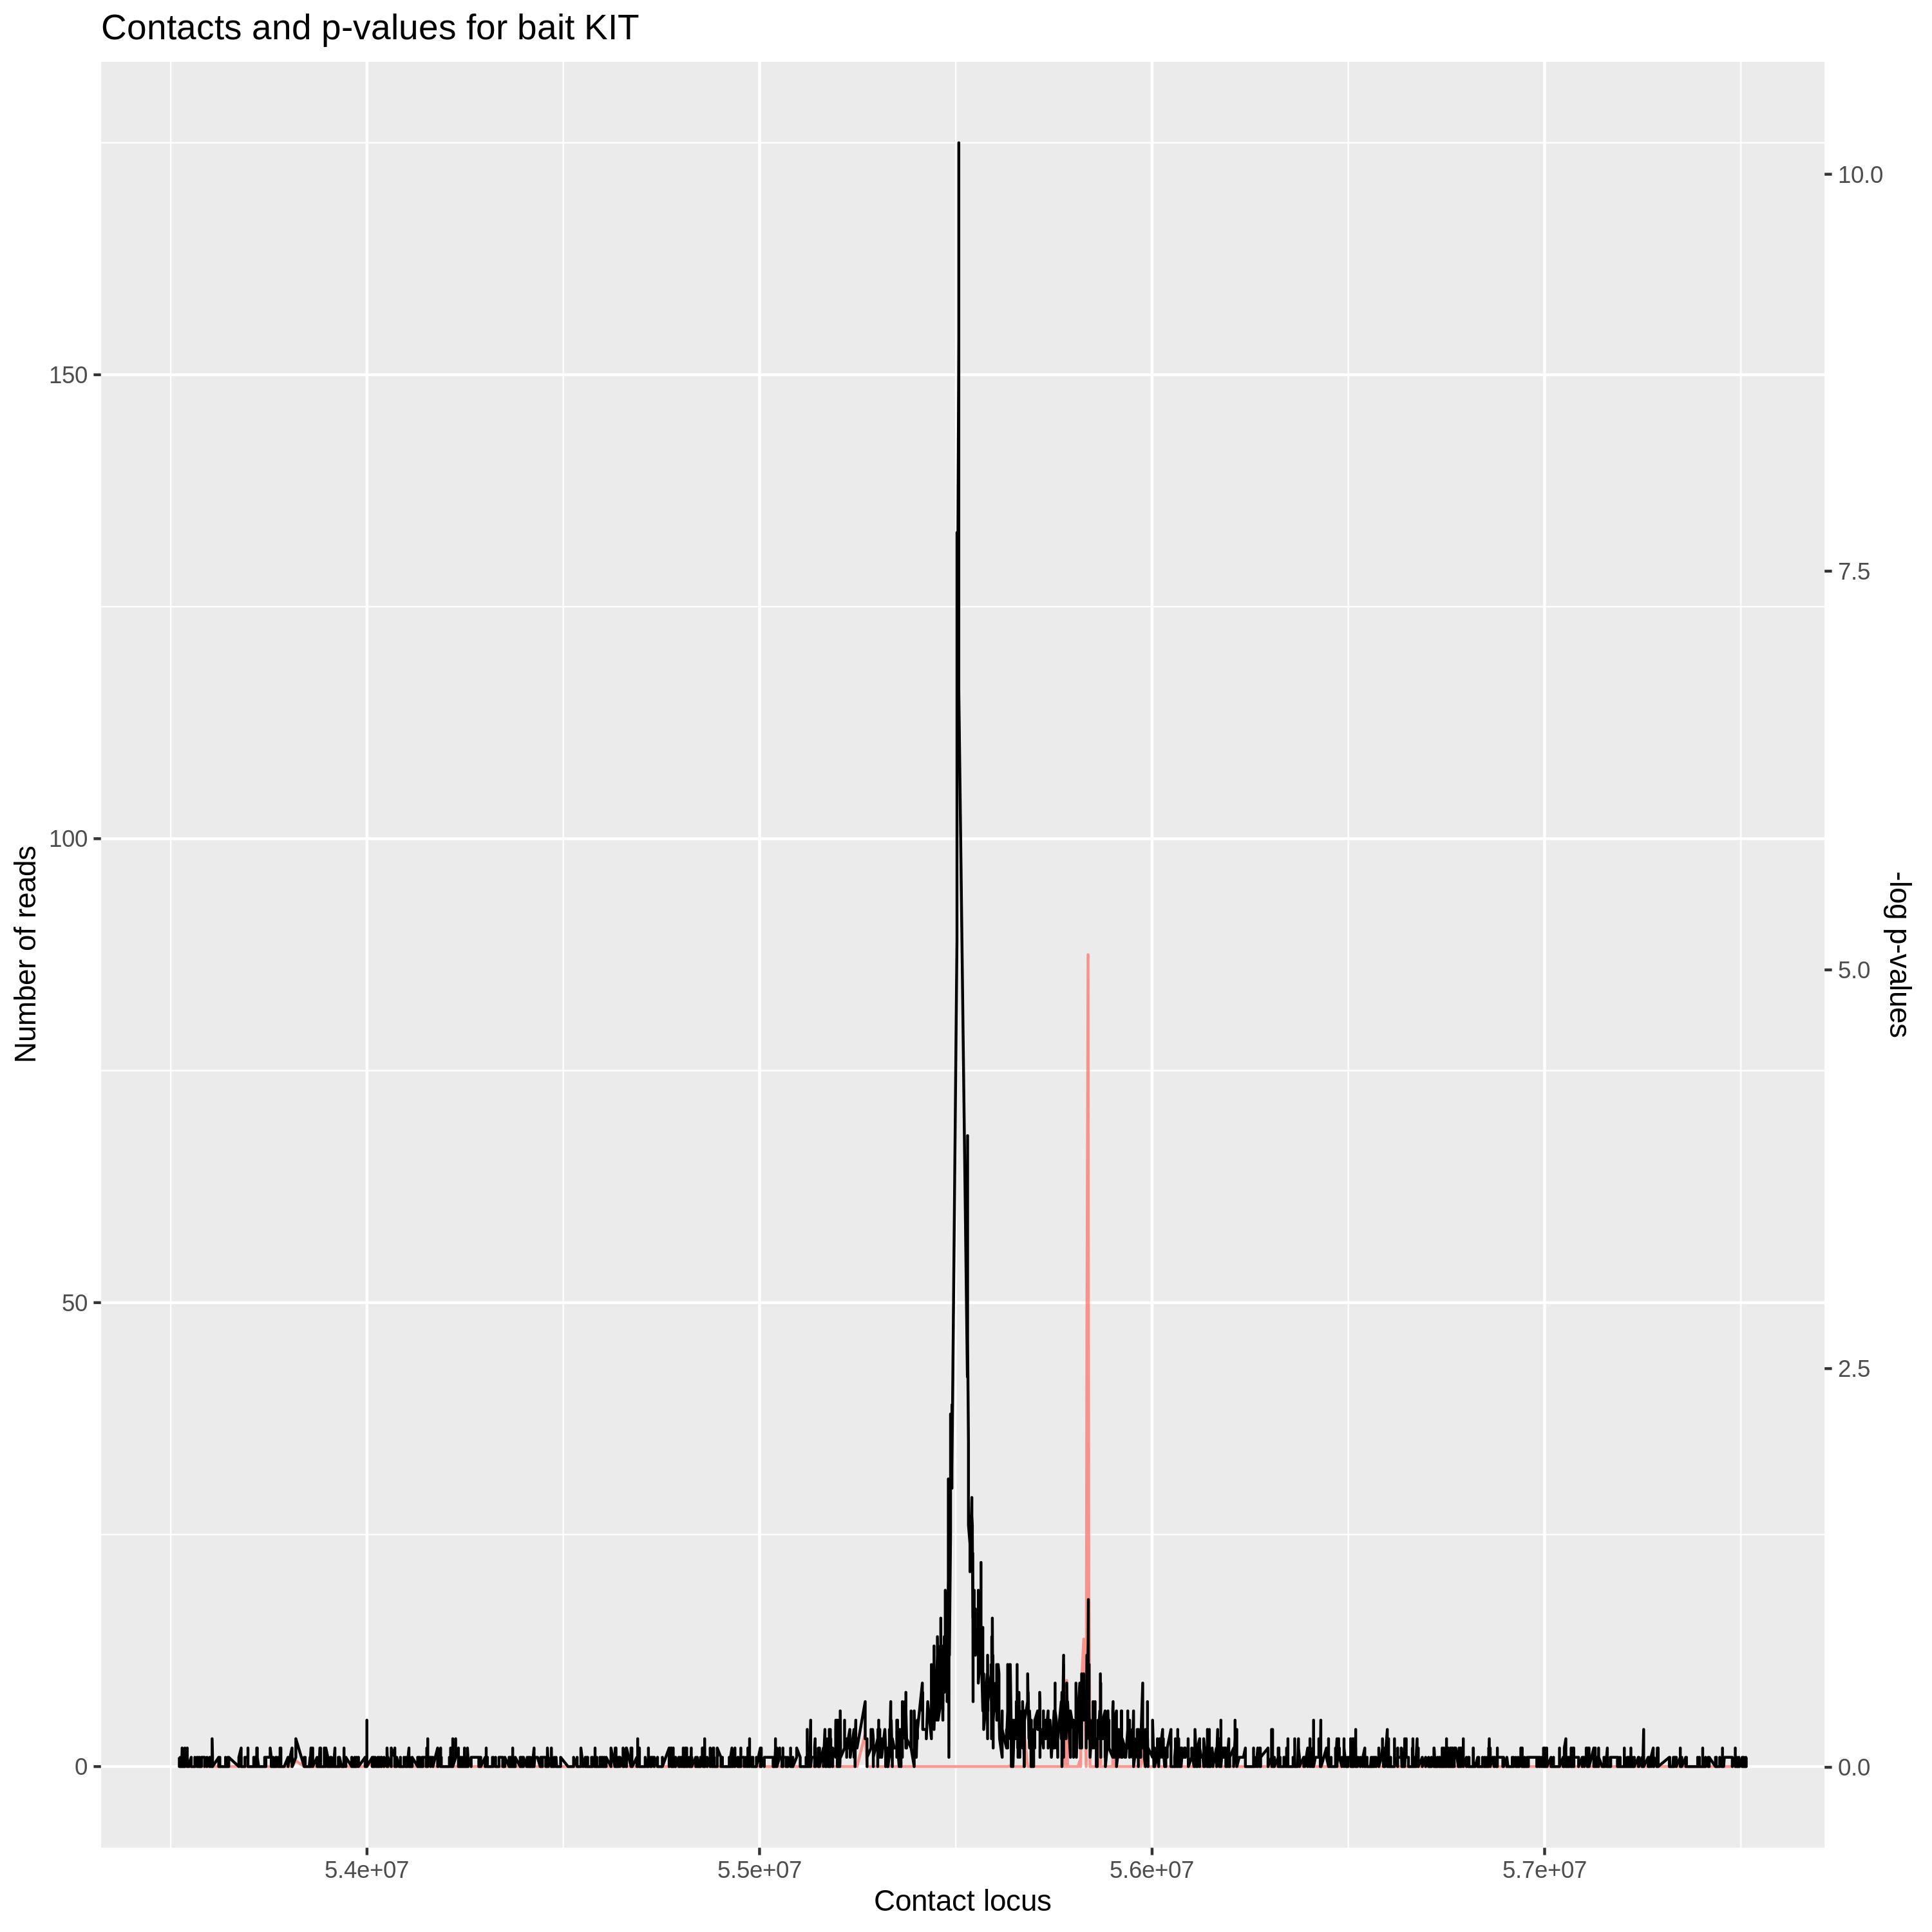 Contacts and p-values for bait KIT
Number of reads
150
100
50
0
10.0
7.5
5.0
2.5
0.0
-log p-values
5.4e+07
5.5e+07
5.6e+07
5.7e+07
Contact locus